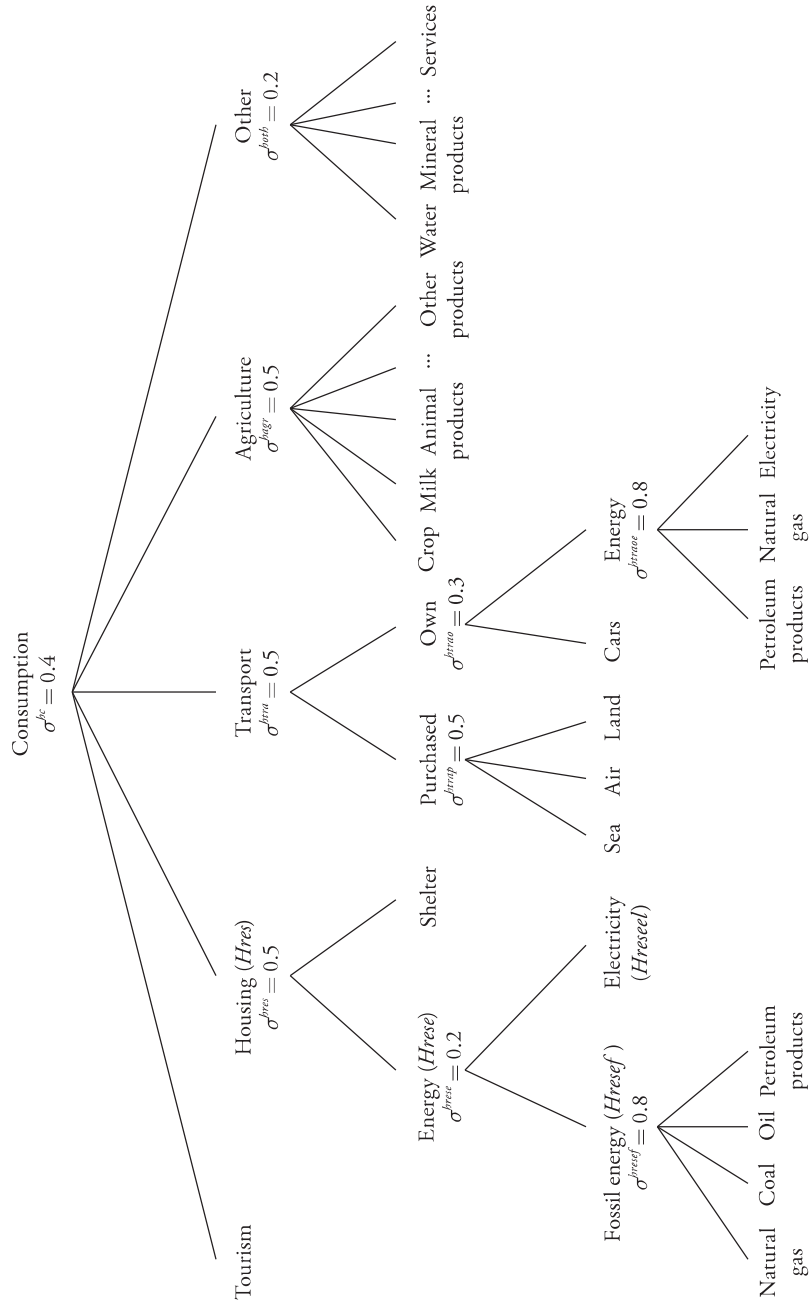 Consumption
σ^hc = 0.4
Tourism
Housing (Hres)
σ^hres = 0.5
Transport
σ^htra = 0.5
Agriculture
σ^hagr = 0.5
Other
σ^hoth = 0.2
Energy (Hrese)
σ^hrese = 0.2
Shelter
Purchased
σ^htrap = 0.5
Own
σ^htrao = 0.3
Crop
Milk
Animal
products
...
Other
products
Water
Mineral
products
...
Services
Fossil energy (Hresef )
σ^hresef = 0.8
Electricity
(Hreseel)
Sea
Air
Land
Cars
Energy
σ^htraoe = 0.8
Natural
gas
Coal
Oil
Petroleum
products
Petroleum
products
Natural
gas
Electricity